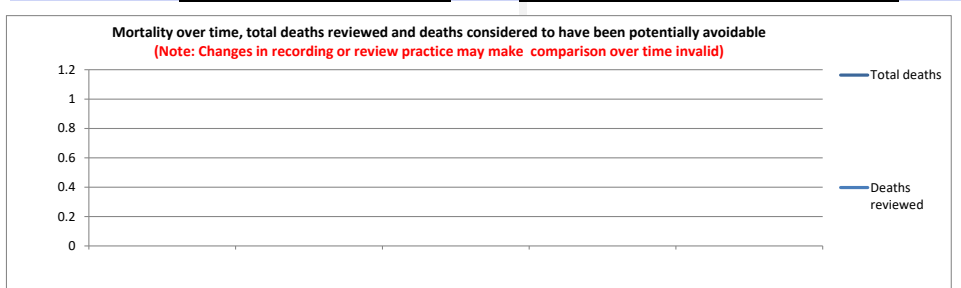 Mortality over time, total deaths reviewed and deaths considered to have been potentially avoidable
(Note: Changes in recording or review practice may make comparison over time invalid)
1.2
1
0.8
0.6
0.4
0.2
0
Total deaths
Deaths
reviewed